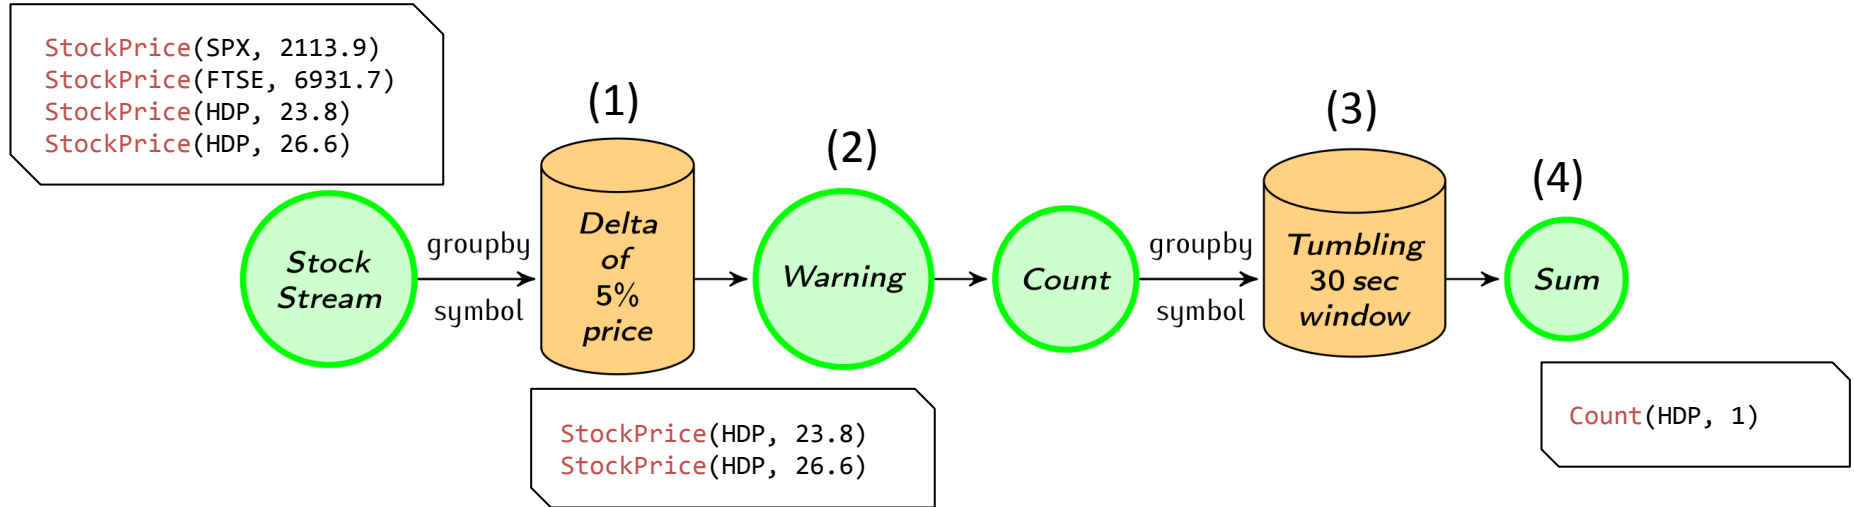 StockPrice(SPX, 2113.9)
StockPrice(FTSE, 6931.7)
StockPrice(HDP, 23.8)
StockPrice(HDP, 26.6)
Stock
Stream
groupby
symbol
(1)
Delta
of
5%
price
StockPrice(HDP, 23.8)
StockPrice(HDP, 26.6)
(2)
Warning
Count
groupby
symbol
(3)
Tumbling
30 sec
window
(4)
Sum
Count(HDP, 1)